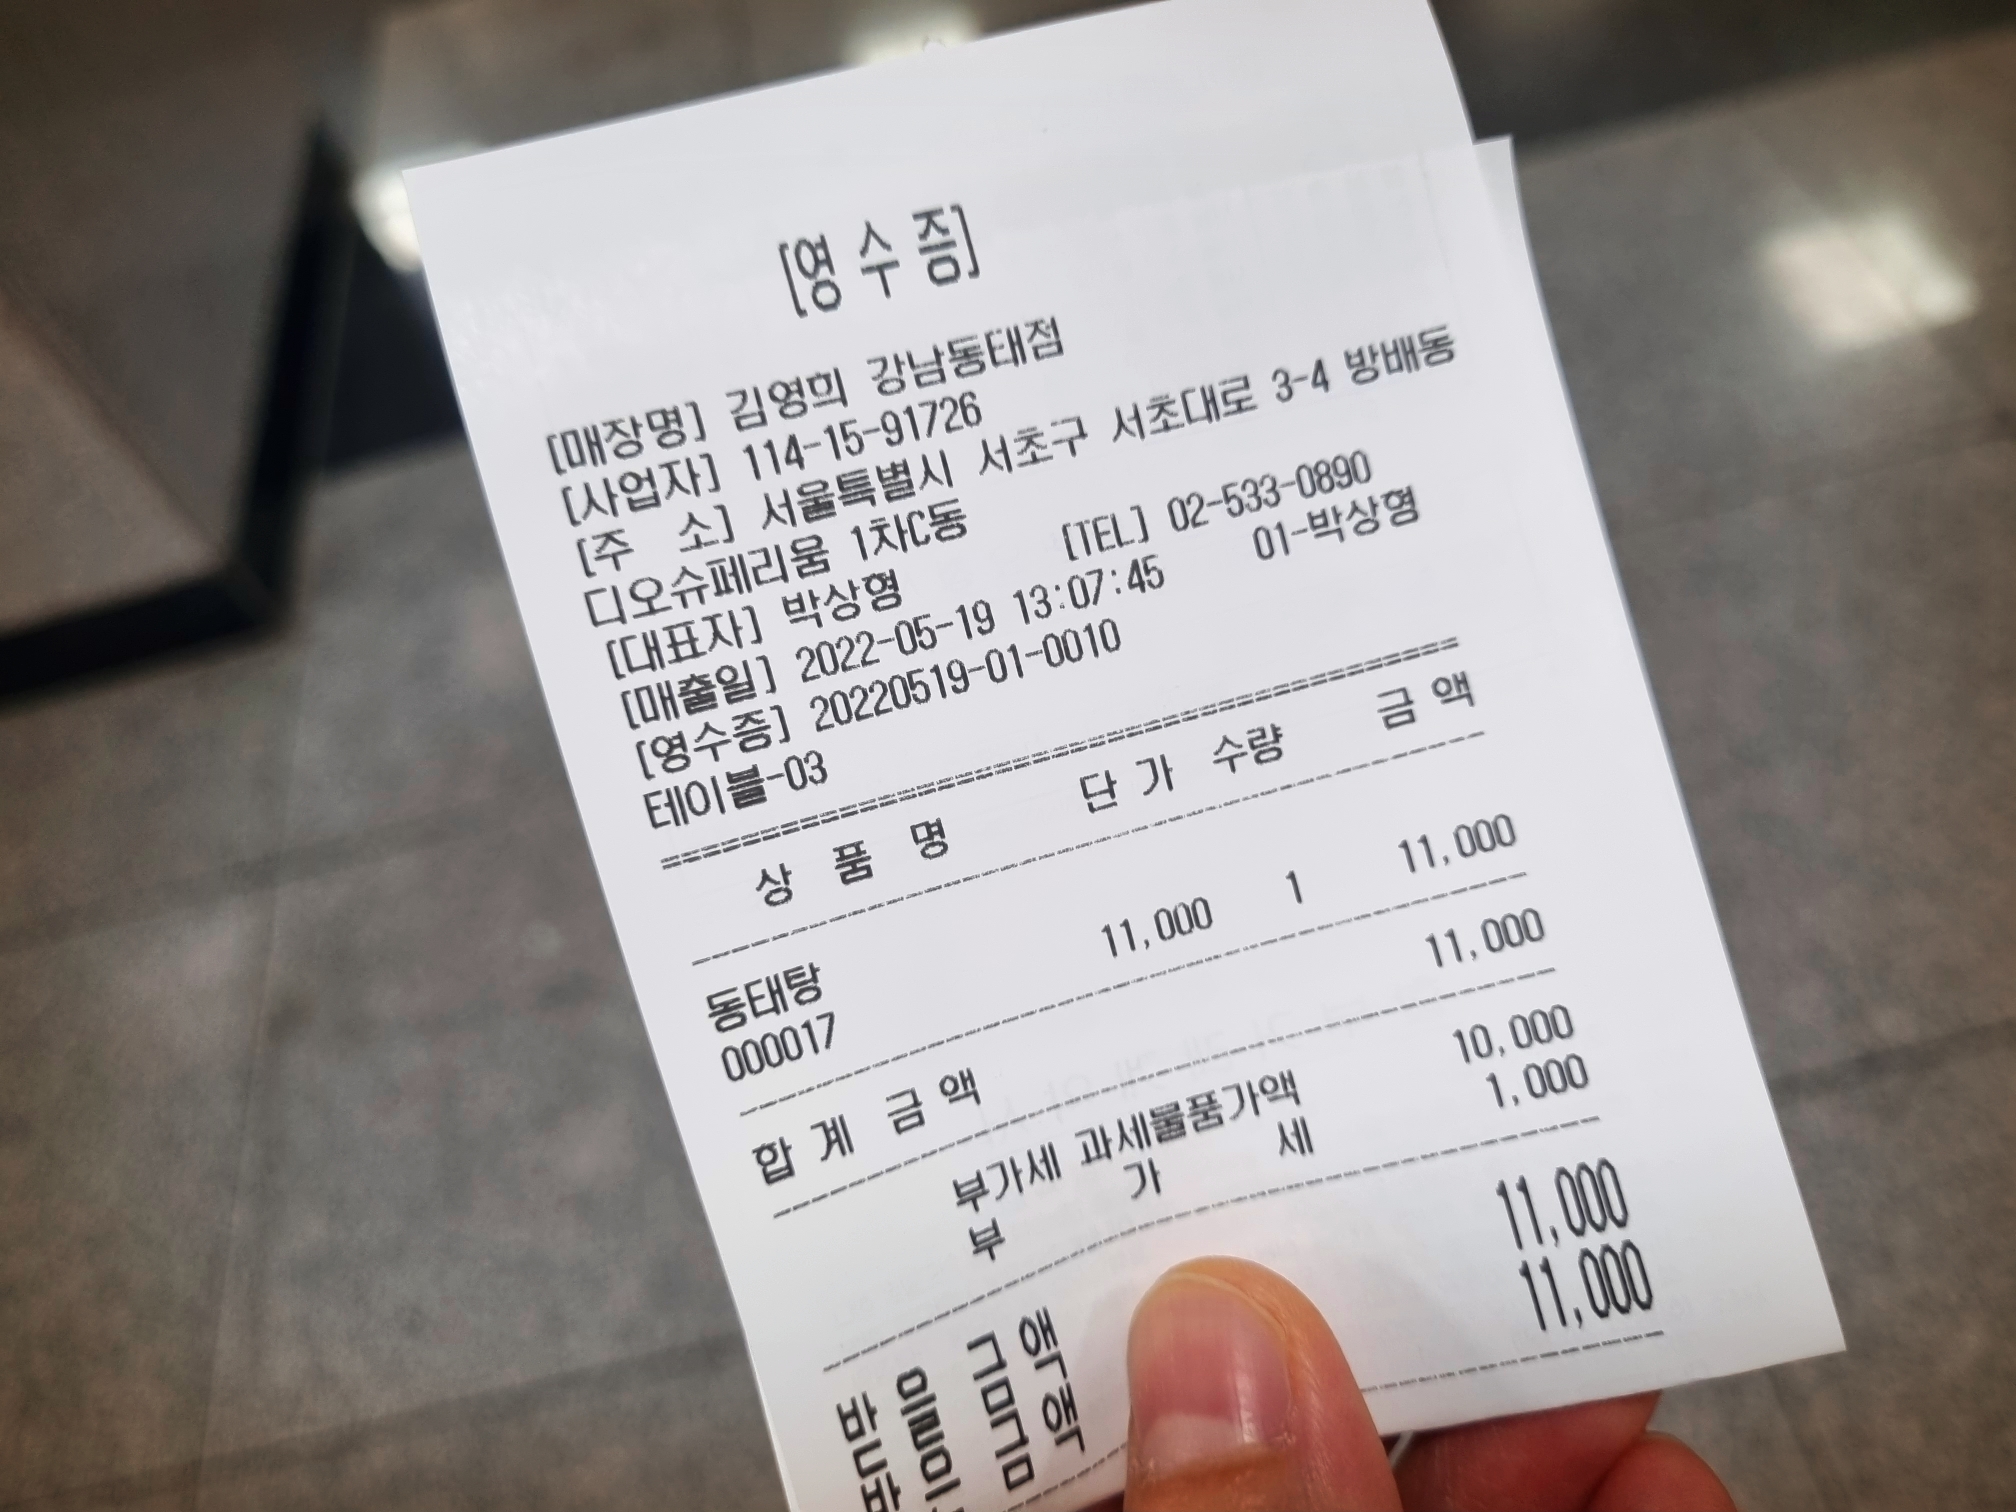 [영 수 증]
[매장명] 김영희 강남동태점
[사업자] 114-15-91726
[주 소] 서울특별시 서초구 서초대로 3-4 방배동
디오슈페리움 1차C동
[대표자] 박상형 [TEL] 02-533-0890
[매출일] 2022-05-19 13:07:45 01-박상형
[영수증] 20220519-01-0010
테이블-03
상 품 명 단 가 수량 금 액
동태탕 11,000 1 11,000
000017
합 계 금 액 11,000
부가세 과세물품가액 10,000
부 가 세 1,000
받 을 금 액 11,000
금 액 11,000